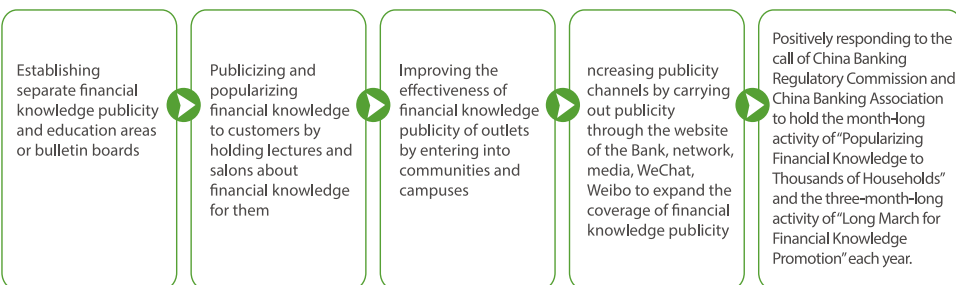 Establishing
separate financial
knowledge publicity
and education areas
or bulletin boards
Publicizing and
popularizing
financial knowledge
to customers by
holding lectures and
salons about
financial knowledge
for them
Improving the
effectiveness of
financial knowledge
publicity of outlets
by entering into
communities and
campuses
ncreasing publicity
channels by carrying
out publicity
through the website
of the Bank, network,
media, WeChat,
Weibo to expand the
coverage of financial
knowledge publicity
Positively responding to the
call of China Banking
Regulatory Commission and
China Banking Association
to hold the month-long
activity of “Popularizing
Financial Knowledge to
Thousands of Households”
and the three-month-long
activity of “Long March for
Financial Knowledge
Promotion” each year.